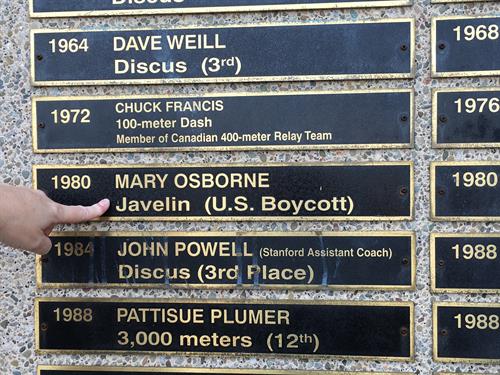 Discus
1964 DAVE WEILL
Discus (3rd)
1968
1972 CHUCK FRANCIS
100-meter Dash
Member of Canadian 400-meter Relay Team
1976
1980 MARY OSBORNE
Javelin (U.S. Boycott)
1980
1984 JOHN POWELL (Stanford Assistant Coach)
Discus (3rd Place)
1988
1988 PATTISUE PLUMER
3,000 meters (12th)
1988